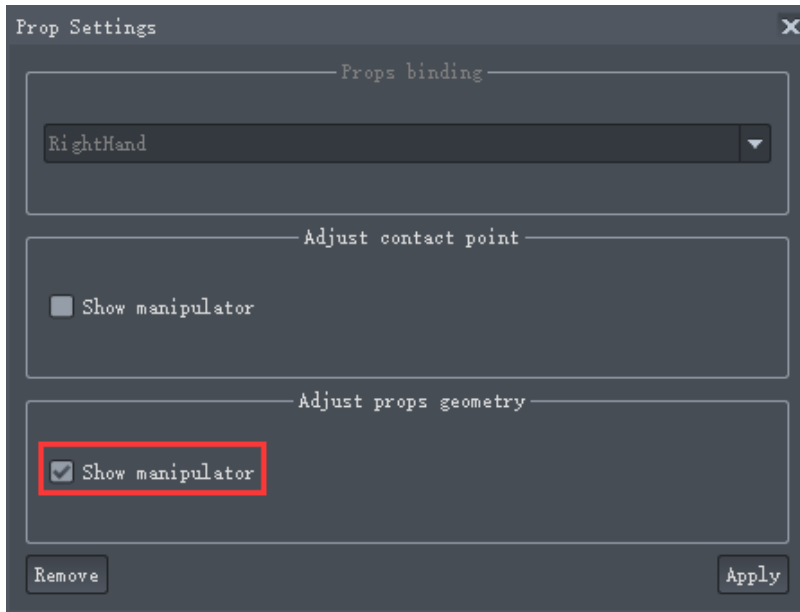 Prop Settings
Props binding
RightHand
Adjust contact point
Show manipulator
Adjust props geometry
Show manipulator
Remove
Apply